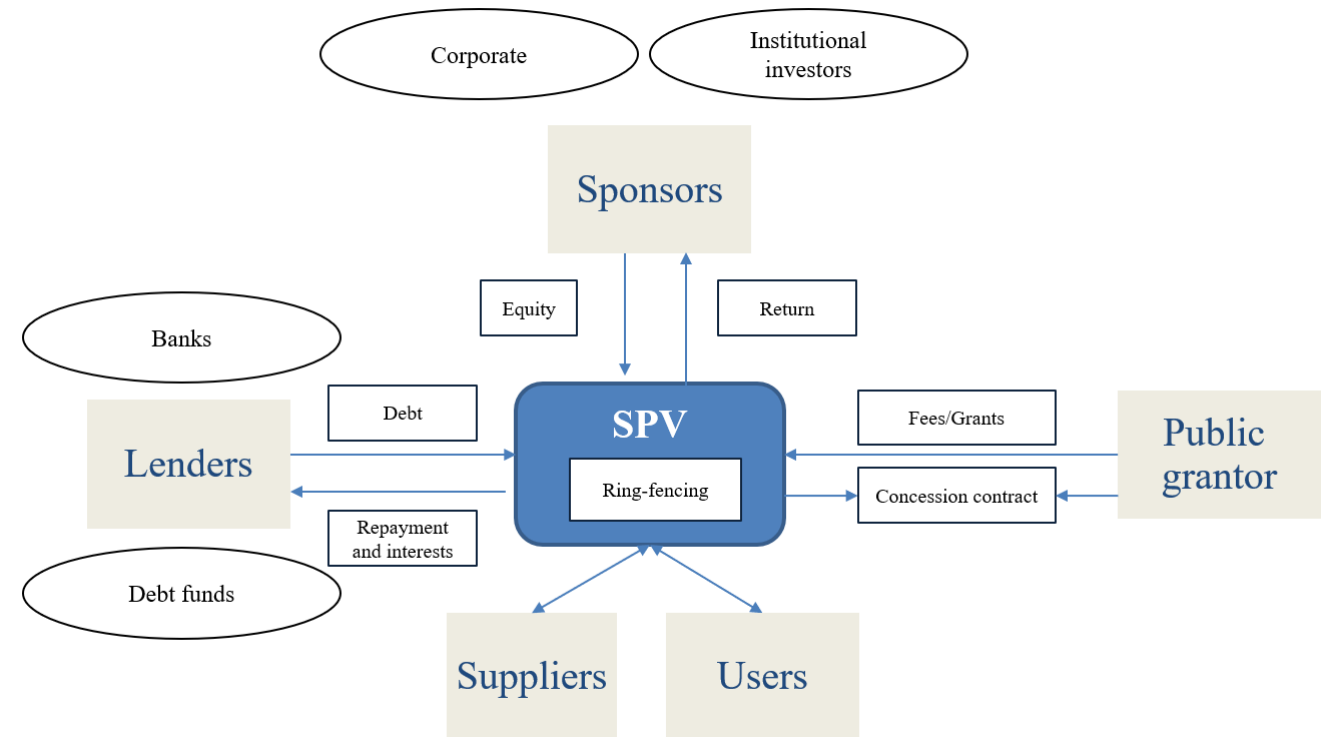 Corporate
Institutional
investors
Sponsors
Equity
Return
Banks
Debt
Lenders
Repayment
and interests
Debt funds
SPV
Ring-fencing
Fees/Grants
Concession contract
Public
grantor
Suppliers
Users